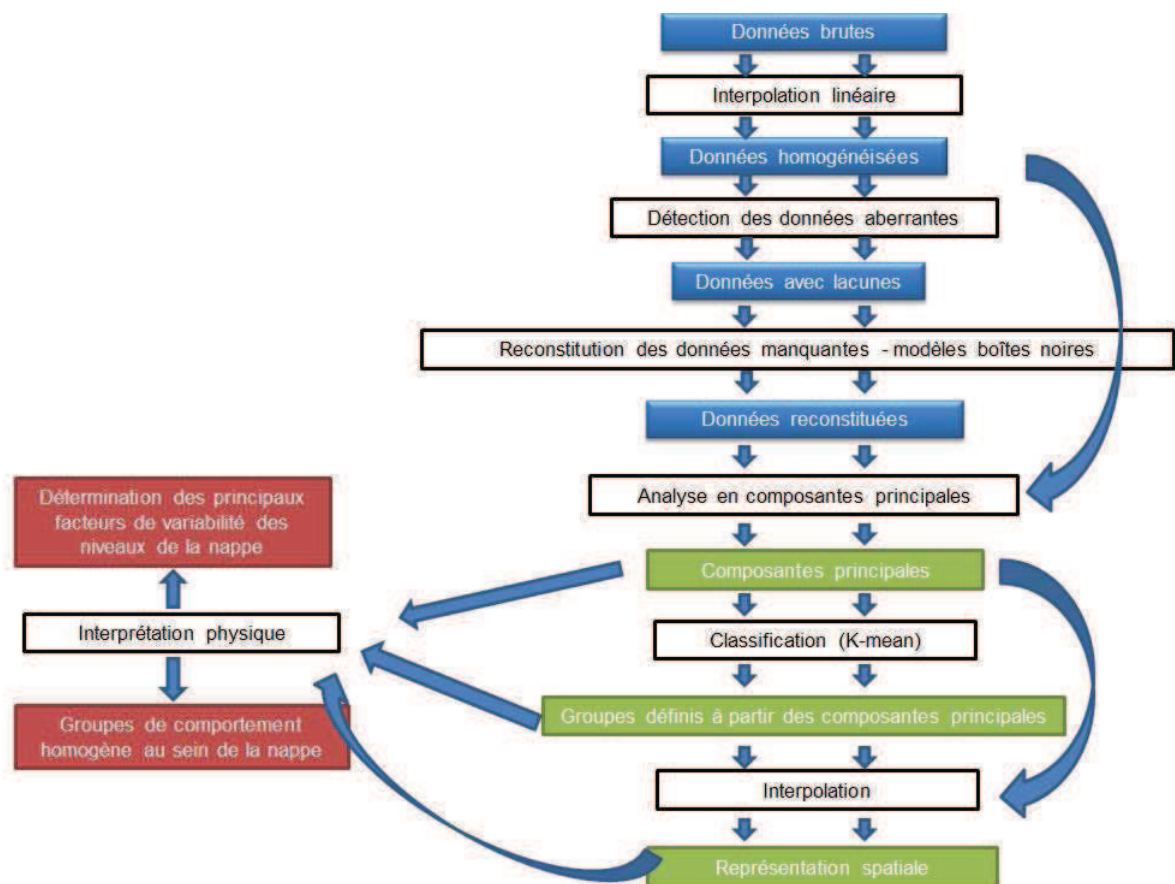 Données brutes
Interpolation linéaire
Données homogénéisées
Détection des données aberrantes
Données avec lacunes
Reconstitution des données manquantes - modèles boîtes noires
Données reconstituées
Analyse en composantes principales
Composantes principales
Classification (K-mean)
Groupes définis à partir des composantes principales
Interpolation
Représentation spatiale
Détermination des principaux
facteurs de variabilité des
niveaux de la nappe
Interprétation physique
Groupes de comportement
homogène au sein de la nappe